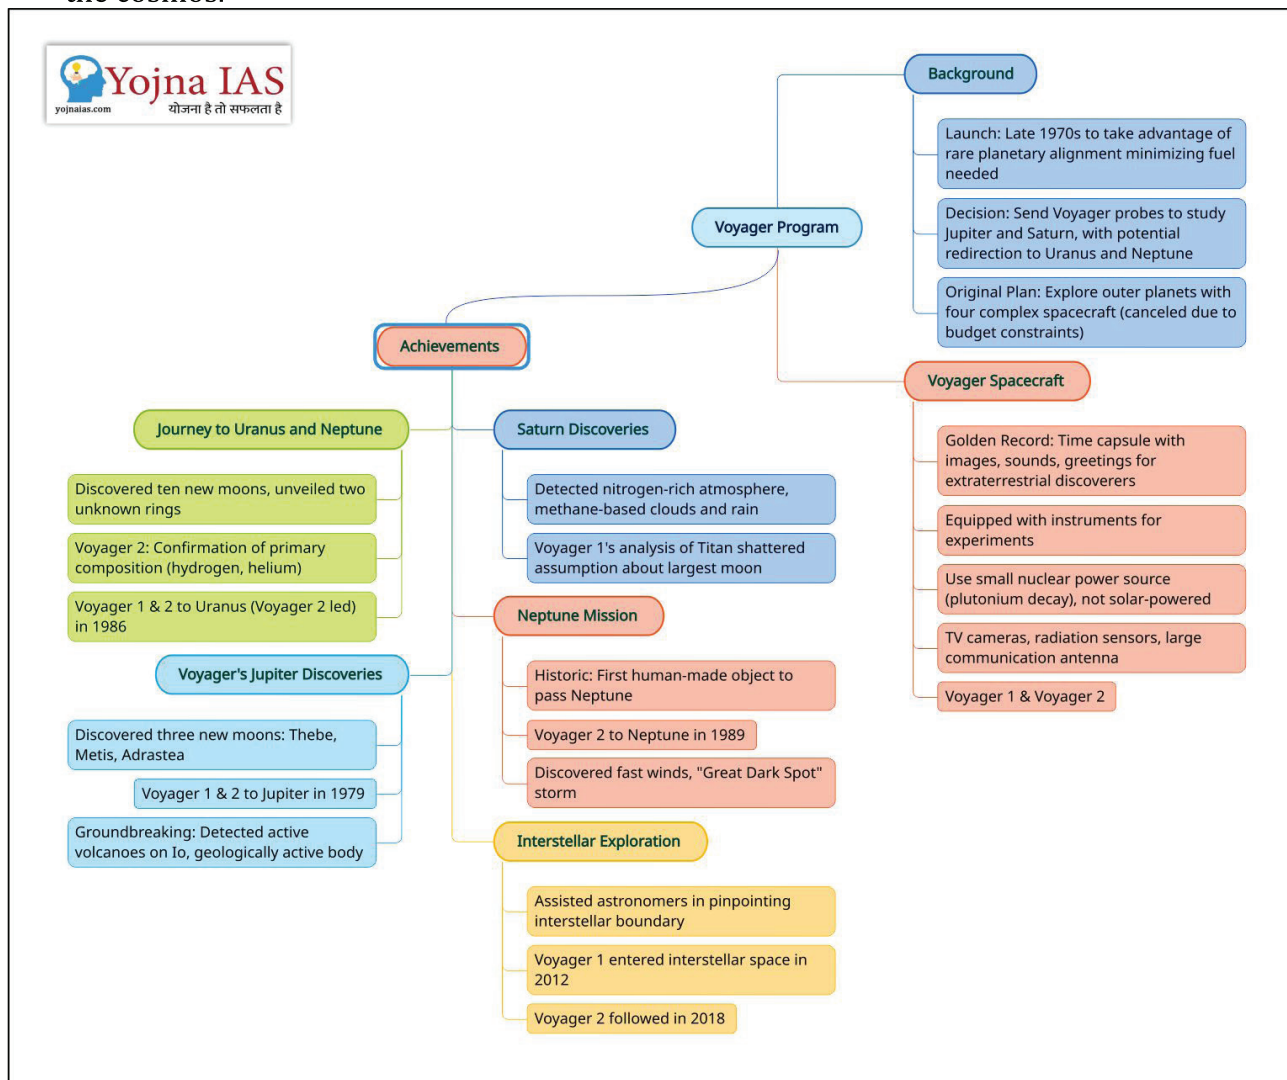 the cosmos.
Yojna IAS
yojnaias.com
योजना है तो सफलता है
Voyager Program
Background
Launch: Late 1970s to take advantage of
rare planetary alignment minimizing fuel
needed
Decision: Send Voyager probes to study
Jupiter and Saturn, with potential
redirection to Uranus and Neptune
Original Plan: Explore outer planets with
four complex spacecraft (canceled due to
budget constraints)
Voyager Spacecraft
Golden Record: Time capsule with
images, sounds, greetings for
extraterrestrial discoverers
Equipped with instruments for
experiments
Use small nuclear power source
(plutonium decay), not solar-powered
TV cameras, radiation sensors, large
communication antenna
Voyager 1 & Voyager 2
Achievements
Journey to Uranus and Neptune
Discovered ten new moons, unveiled two
unknown rings
Voyager 2: Confirmation of primary
composition (hydrogen, helium)
Voyager 1 & 2 to Uranus (Voyager 2 led)
in 1986
Voyager's Jupiter Discoveries
Discovered three new moons: Thebe,
Metis, Adrastea
Voyager 1 & 2 to Jupiter in 1979
Groundbreaking: Detected active
volcanoes on Io, geologically active body
Saturn Discoveries
Detected nitrogen-rich atmosphere,
methane-based clouds and rain
Voyager 1's analysis of Titan shattered
assumption about largest moon
Neptune Mission
Historic: First human-made object to
pass Neptune
Voyager 2 to Neptune in 1989
Discovered fast winds, "Great Dark Spot"
storm
Interstellar Exploration
Assisted astronomers in pinpointing
interstellar boundary
Voyager 1 entered interstellar space in
2012
Voyager 2 followed in 2018